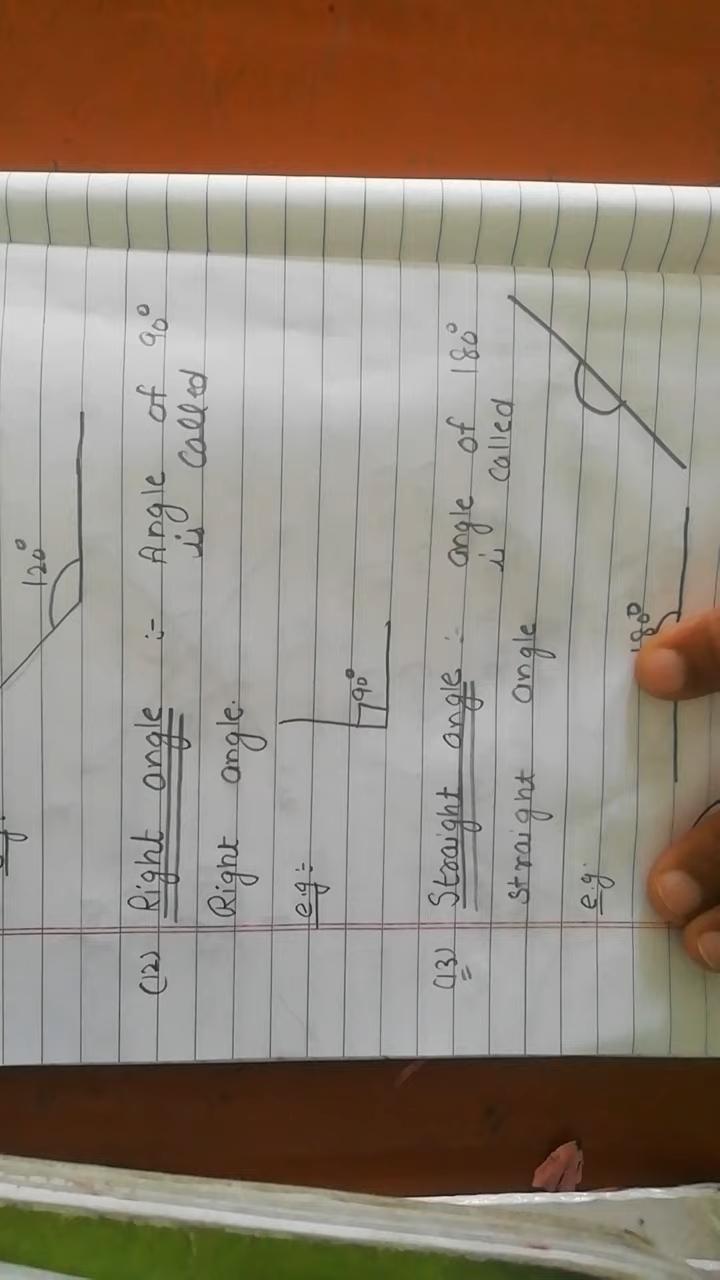 120°
(12) Right angle :- Angle of 90°
is called
Right angle.
e.g:-
90°
(13) Straight angle :- angle of 180°
is called
straight angle
e.g.
180°